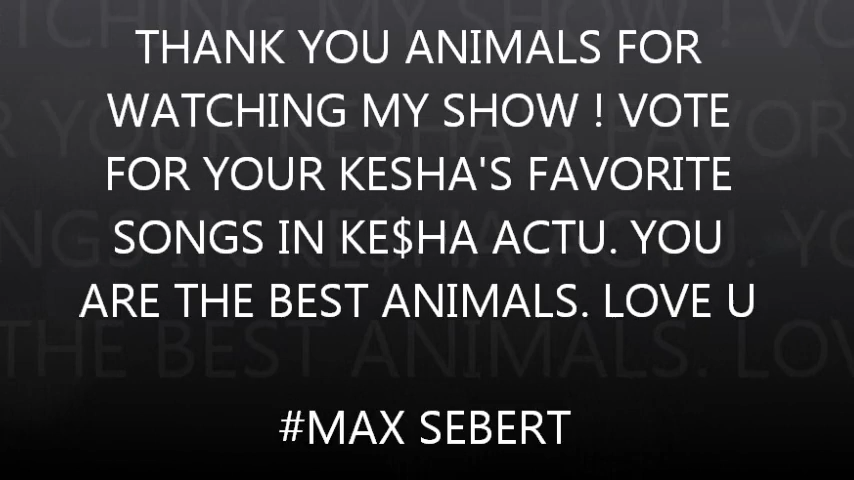 THANK YOU ANIMALS FOR
WATCHING MY SHOW ! VOTE
FOR YOUR KESHA'S FAVORITE
SONGS IN KE$HA ACTU. YOU
ARE THE BEST ANIMALS. LOVE U
#MAX SEBERT